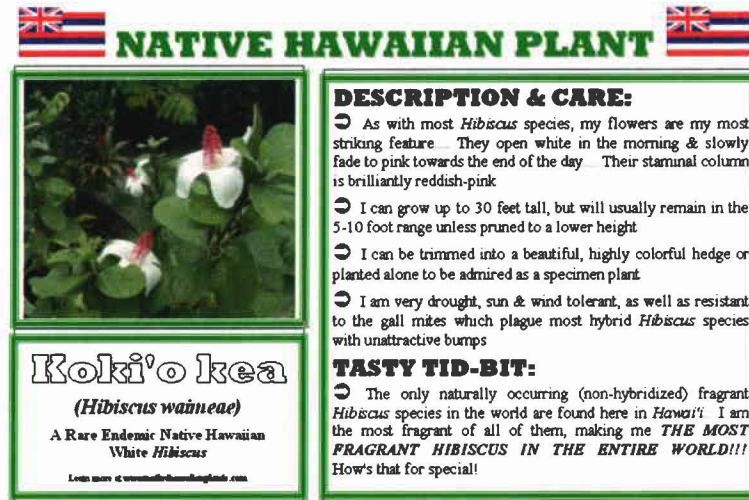 NATIVE HAWAIIAN PLANT
Koki'o kea
(Hibiscus waimeae)
A Rare Endemic Native Hawaiian
White Hibiscus
Learn more at
DESCRIPTION & CARE:
➲ As with most Hibiscus species, my flowers are my most
striking feature They open white in the morning & slowly
fade to pink towards the end of the day Their staminal column
is brilliantly reddish-pink
➲ I can grow up to 30 feet tall, but will usually remain in the
5-10 foot range unless pruned to a lower height
➲ I can be trimmed into a beautiful, highly colorful hedge or
planted alone to be admired as a specimen plant
➲ I am very drought, sun & wind tolerant, as well as resistant
to the gall mites which plague most hybrid Hibiscus species
with unattractive bumps
TASTY TID-BIT:
➲ The only naturally occurring (non-hybridized) fragrant
Hibiscus species in the world are found here in Hawai'i I am
the most fragrant of all of them, making me THE MOST
FRAGRANT HIBISCUS IN THE ENTIRE WORLD!!!
How's that for special!